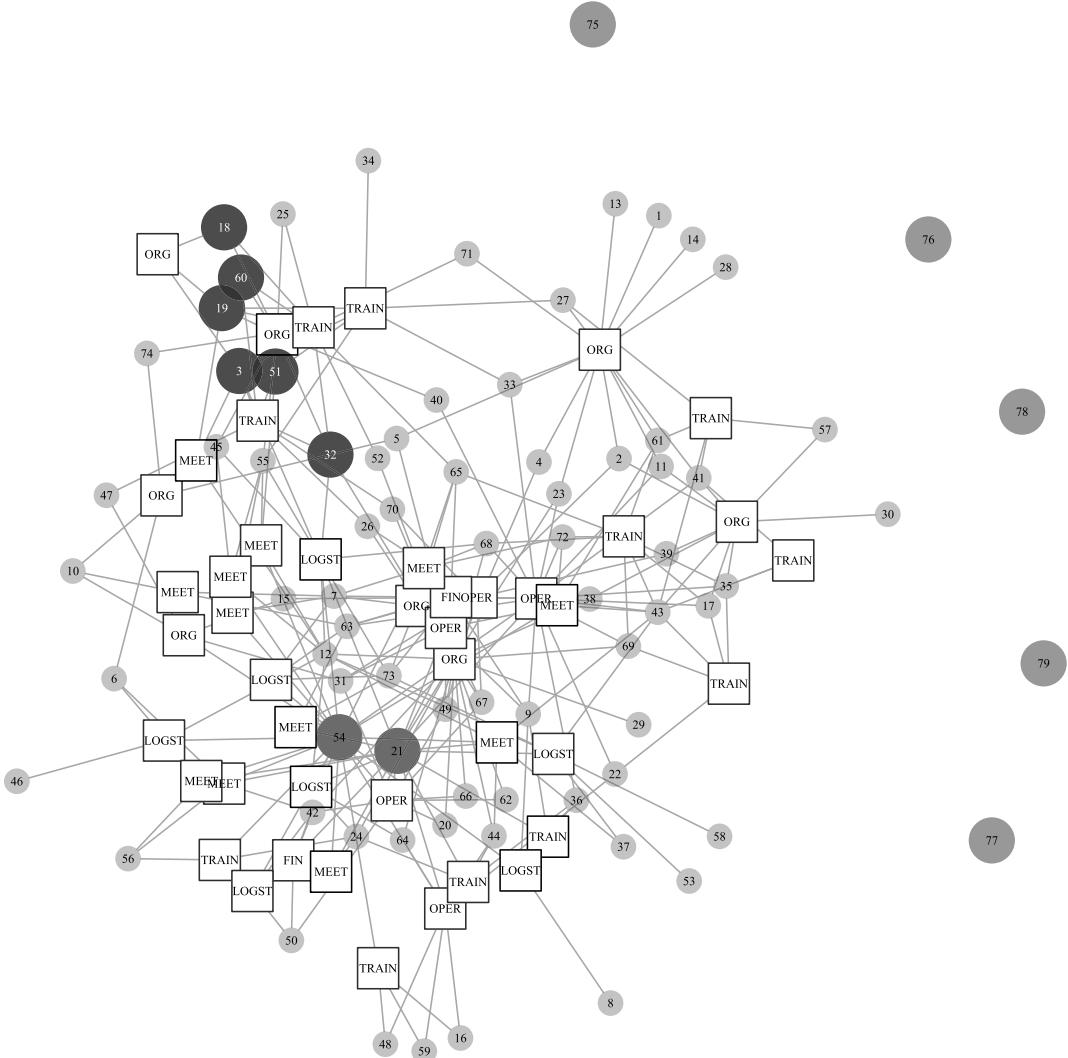 75
34
13
1
25
18
14
76
ORG
71
28
60
27
19
TRAIN
TRAIN
ORG
ORG
74
3
51
33
40
78
TRAIN
TRAIN
57
5
61
45
32
52
4
2
11
MEET
55
65
41
47
ORG
23
70
30
ORG
26
72
TRAIN
68
MEET
39
LOGST
TRAIN
MEET
10
MEET
35
MEET
15
7
ORG
FIN
OPER
OPER
MEET
38
17
MEET
43
63
OPER
ORG
69
12
ORG
79
6
LOGST
31
73
TRAIN
67
49
9
29
MEET
54
LOGST
21
MEET
LOGST
46
MEET
MEET
22
LOGST
66
62
36
OPER
42
20
44
TRAIN
58
24
64
37
77
56
TRAIN
FIN
MEET
LOGST
TRAIN
53
LOGST
OPER
50
TRAIN
8
16
48
59